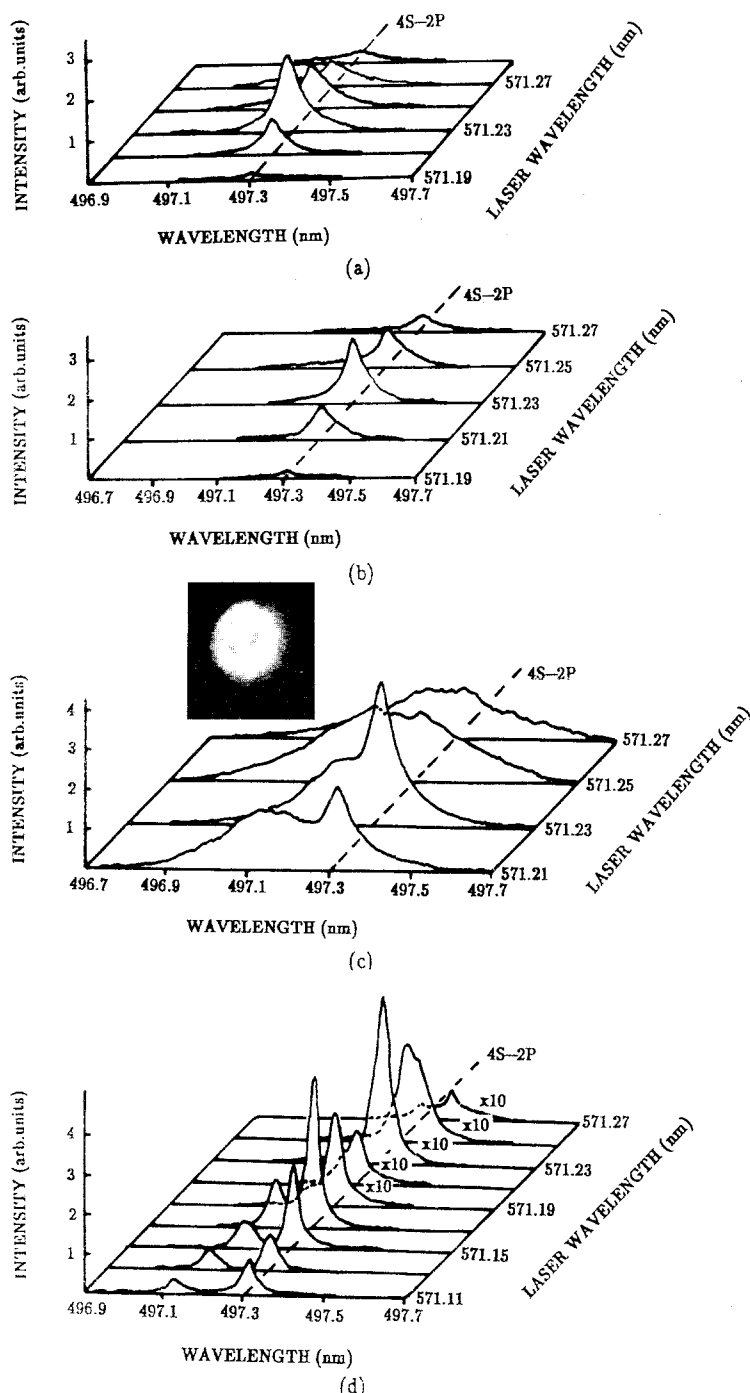 4S—2P
INTENSITY (arb.units)
3
2
1
571.27
571.23
571.19
LASER WAVELENGTH (nm)
496.9 497.1 497.3 497.5 497.7
WAVELENGTH (nm)
(a)
4S—2P
INTENSITY (arb.units)
3
2
1
571.27
571.25
571.23
571.21
571.19
LASER WAVELENGTH (nm)
496.7 496.9 497.1 497.3 497.5 497.7
WAVELENGTH (nm)
(b)
4S—2P
INTENSITY (arb.units)
4
3
2
1
571.27
571.25
571.23
571.21
LASER WAVELENGTH (nm)
496.7 496.9 497.1 497.3 497.5 497.7
WAVELENGTH (nm)
(c)
4S—2P
INTENSITY (arb.units)
4
3
2
1
x10
x10
x10
x10
x10
571.27
571.23
571.19
571.15
571.11
LASER WAVELENGTH (nm)
496.9 497.1 497.3 497.5 497.7
WAVELENGTH (nm)
(d)